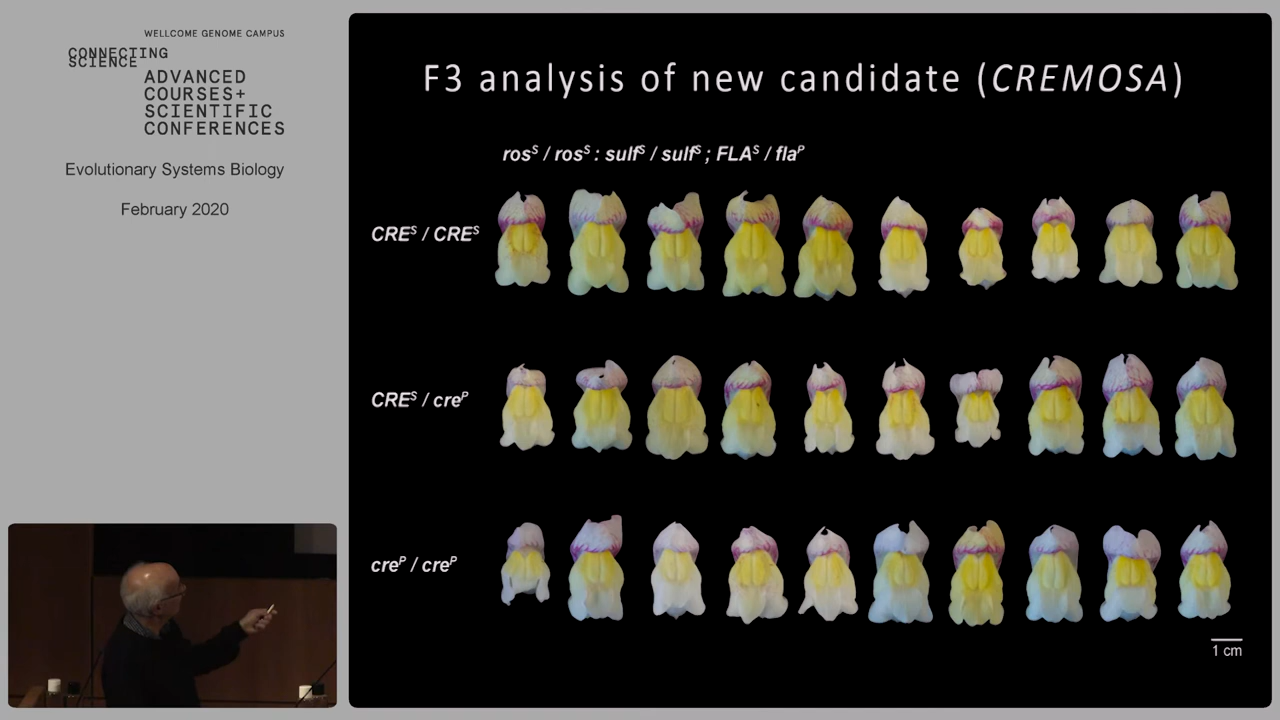 WELLCOME GENOME CAMPUS
CONNECTING
SCIENCE
ADVANCED
COURSES+
SCIENTIFIC
CONFERENCES
Evolutionary Systems Biology
February 2020
F3 analysis of new candidate (CREMOSA)
rosˢ / rosˢ : sulfˢ / sulfˢ ; FLAˢ / flaᴾ
CREˢ / CREˢ
CREˢ / creᴾ
creᴾ / creᴾ
1 cm